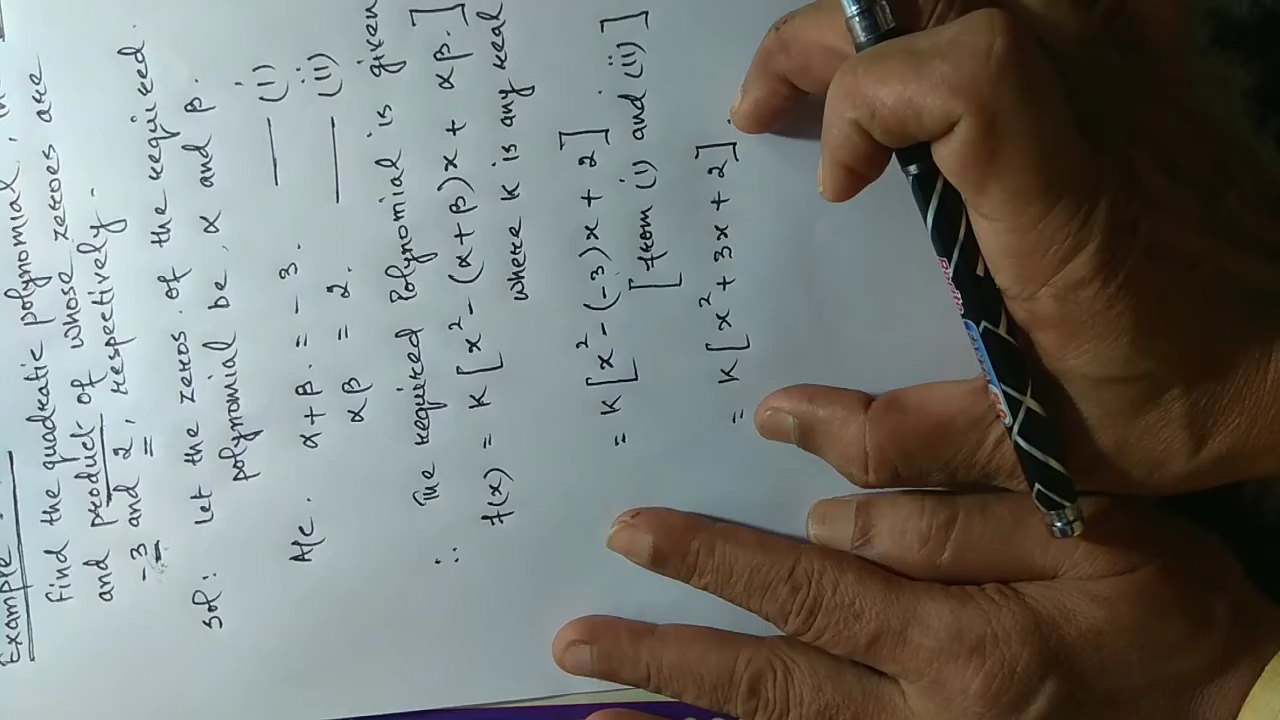 Example
Find the quadratic polynomial,
and product of whose zeroes are
-3 and 2, respectively.
Sol: Let the zeros of the required
polynomial be, α and β.
A/c. α+β. = -3. —— (i)
αβ = 2. —— (ii)
∴ The required Polynomial is given
f(x) = K [x² - (α+β)x + αβ.]
where K is any real
= K [x² - (-3)x + 2]
[from (i) and (ii)]
= K [x² + 3x + 2].